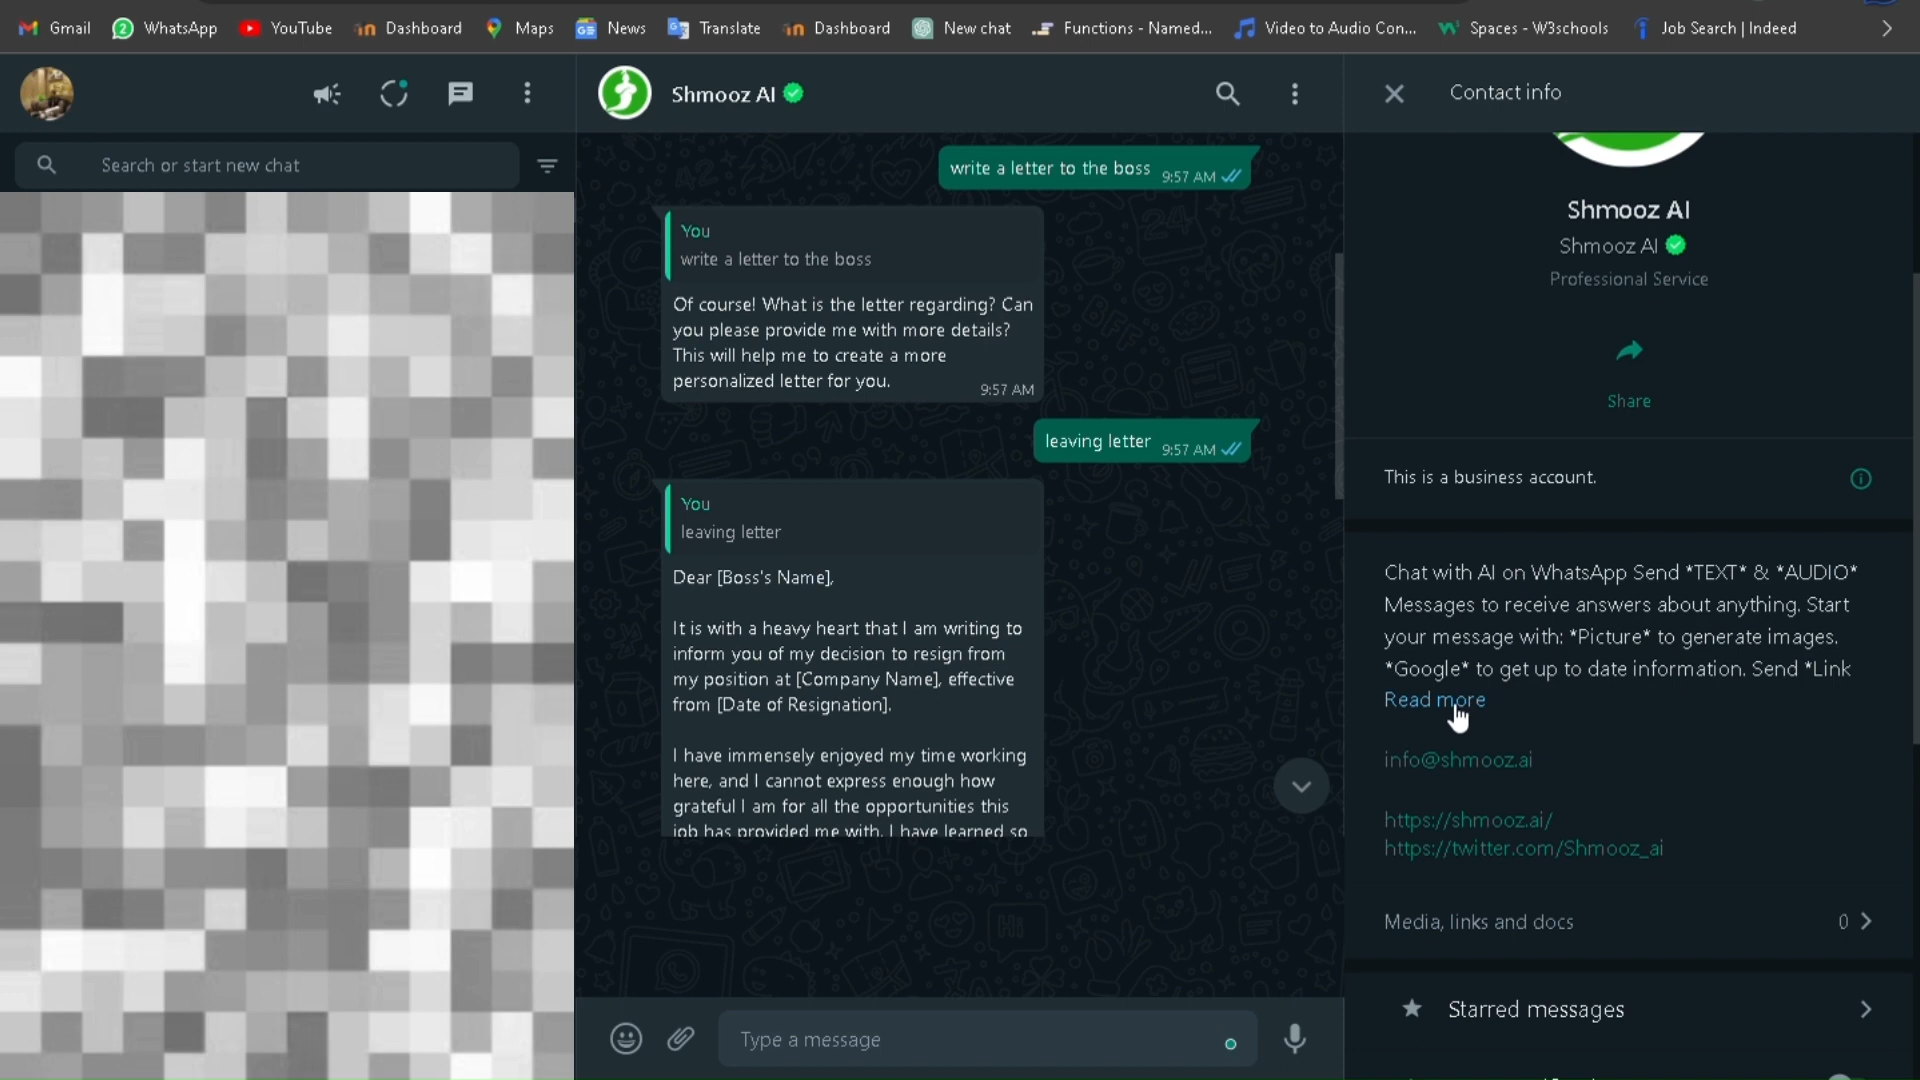 Gmail
2 WhatsApp
YouTube
Dashboard
Maps
News
Translate
Dashboard
New chat
Functions - Named...
Video to Audio Con...
Spaces - W3schools
Job Search | Indeed
Search or start new chat
Shmooz AI
write a letter to the boss 9:57 AM
You
write a letter to the boss
Of course! What is the letter regarding? Can
you please provide me with more details?
This will help me to create a more
personalized letter for you. 9:57 AM
leaving letter 9:57 AM
You
leaving letter
Dear [Boss's Name],
It is with a heavy heart that I am writing to
inform you of my decision to resign from
my position at [Company Name], effective
from [Date of Resignation].
I have immensely enjoyed my time working
here, and I cannot express enough how
grateful I am for all the opportunities this
job has provided me with. I have learned so
Type a message
Contact info
Shmooz AI
Shmooz AI
Professional Service
Share
This is a business account.
Chat with AI on WhatsApp Send *TEXT* & *AUDIO*
Messages to receive answers about anything. Start
your message with: *Picture* to generate images.
*Google* to get up to date information. Send *Link
Read more
info@shmooz.ai
https://shmooz.ai/
https://twitter.com/Shmooz_ai
Media, links and docs 0
Starred messages